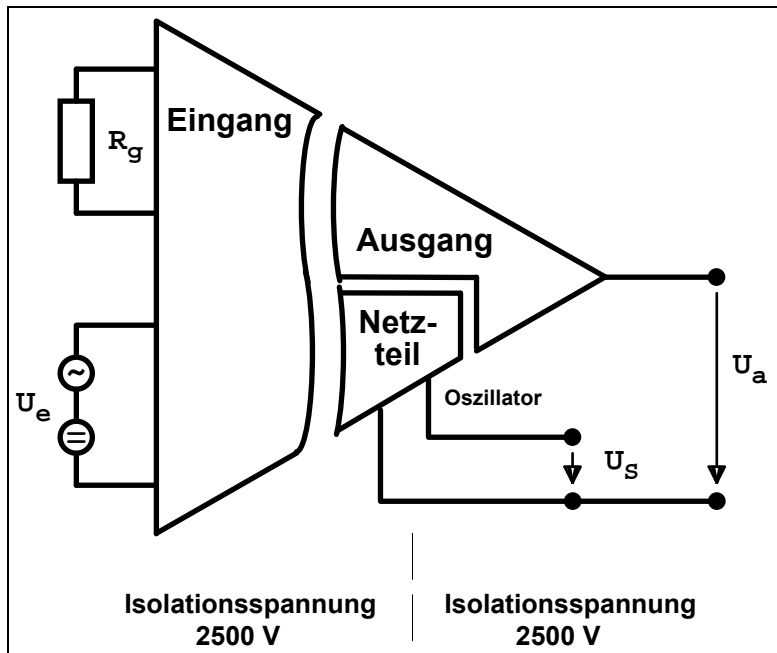 Eingang
Rg
Ausgang
Netz-
teil
Ue
~
=
Oszillator
Ua
US
Isolationsspannung
2500 V
Isolationsspannung
2500 V